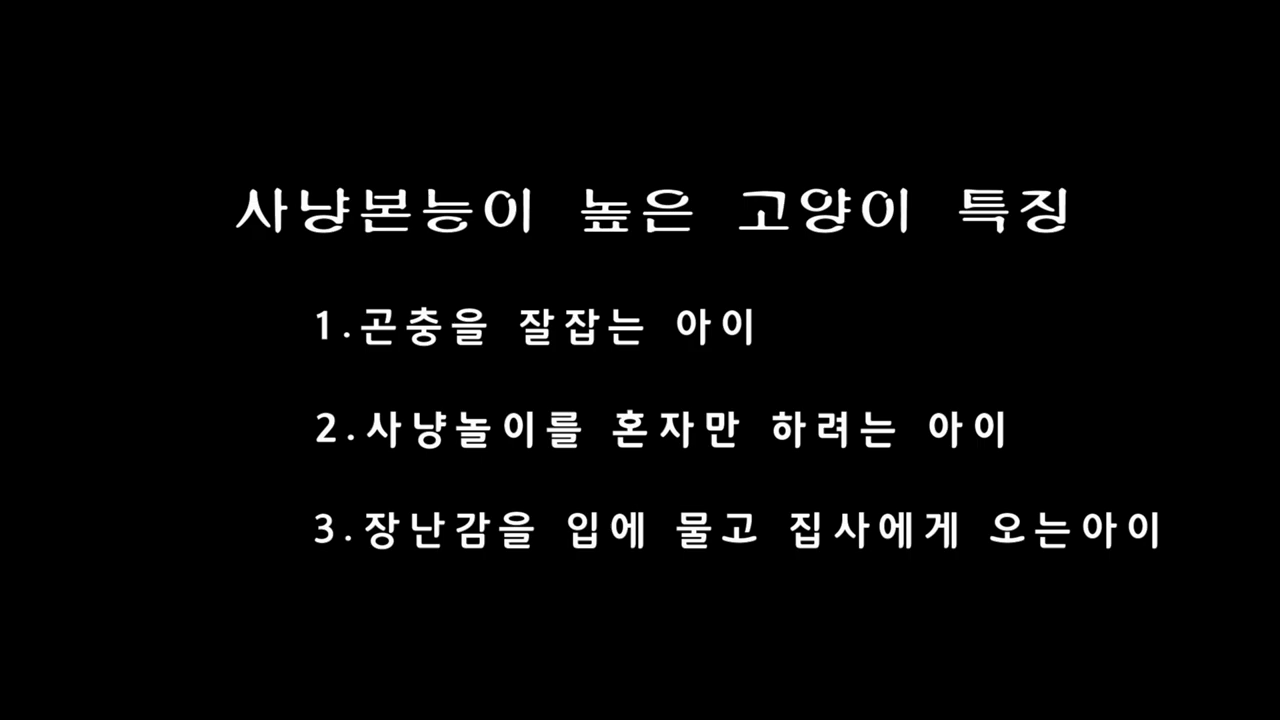 사냥본능이 높은 고양이 특징
1.곤충을 잘잡는 아이
2.사냥놀이를 혼자만 하려는 아이
3.장난감을 입에 물고 집사에게 오는아이